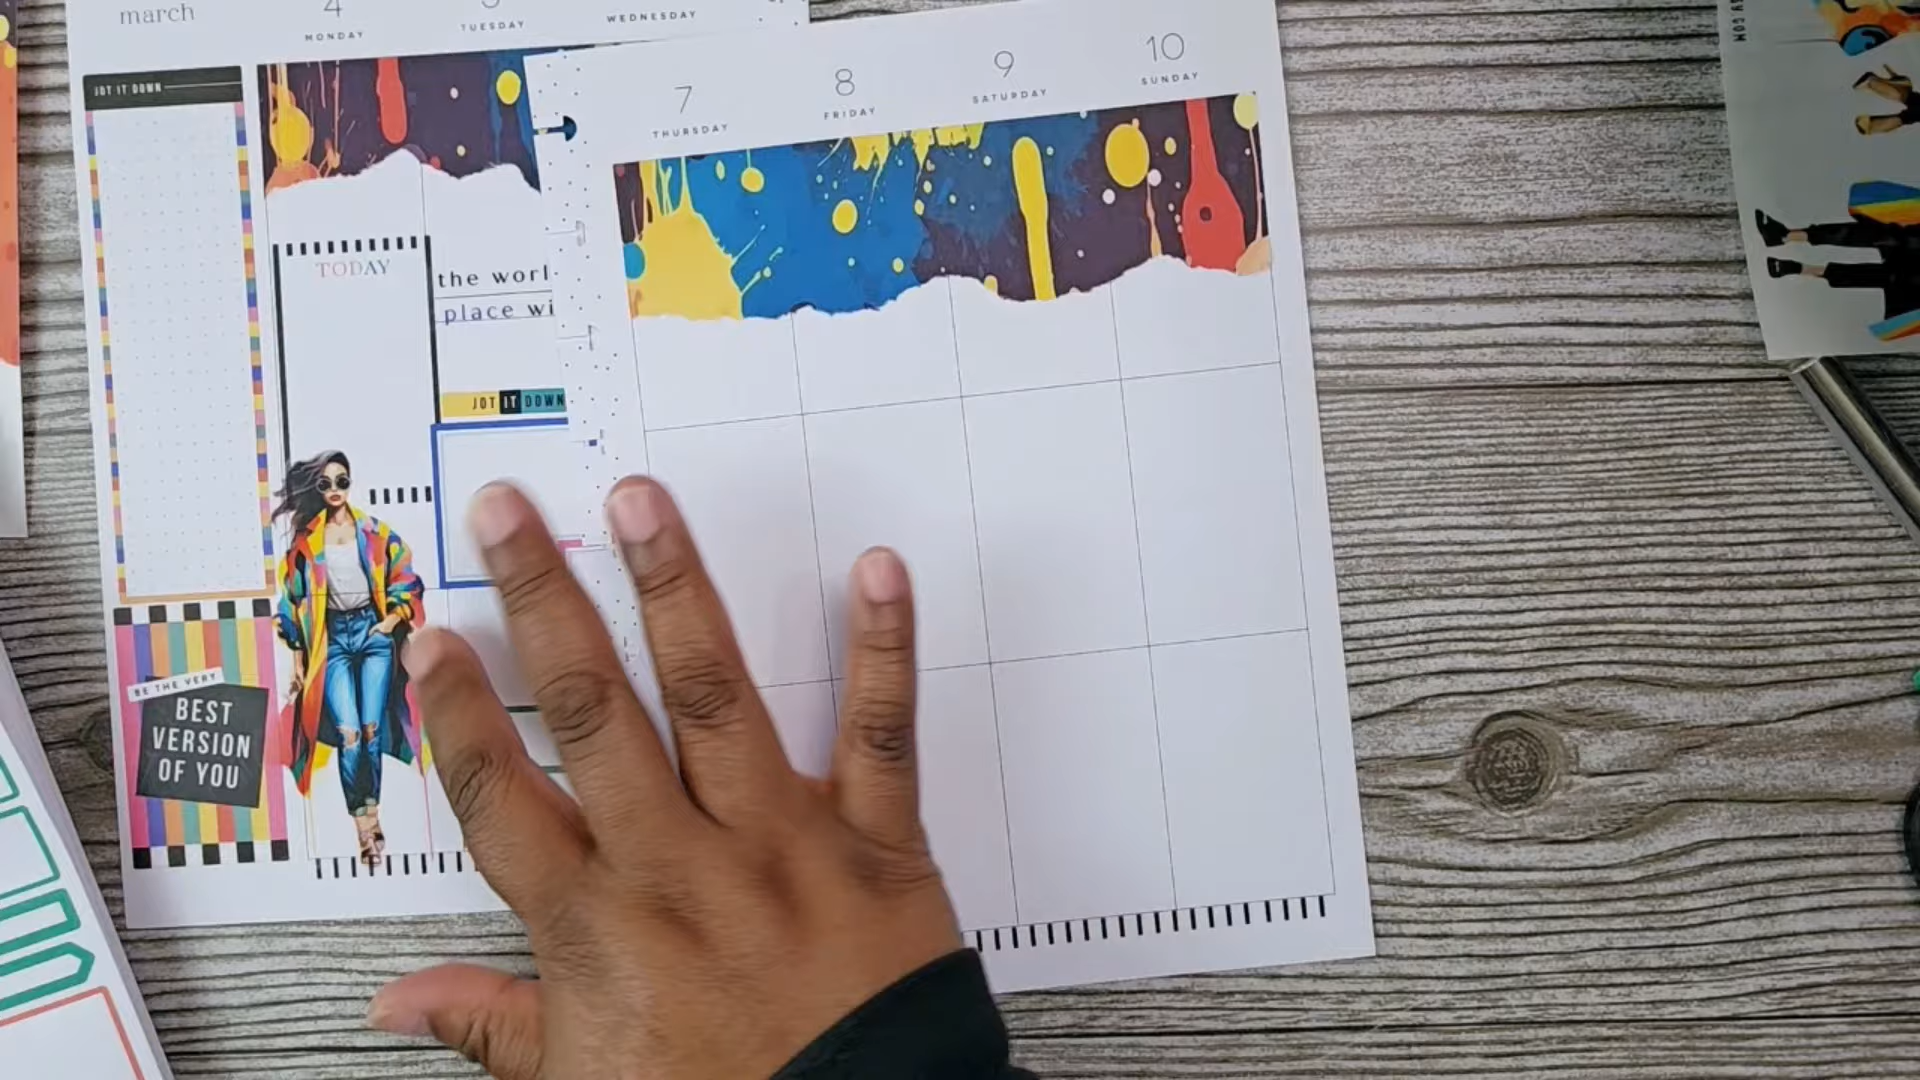 march
4
MONDAY
TUESDAY
WEDNESDAY
JOT IT DOWN
TODAY
the worl
place wi
JOT IT DOWN
BE THE VERY
BEST
VERSION
OF YOU
7
THURSDAY
8
FRIDAY
9
SATURDAY
10
SUNDAY